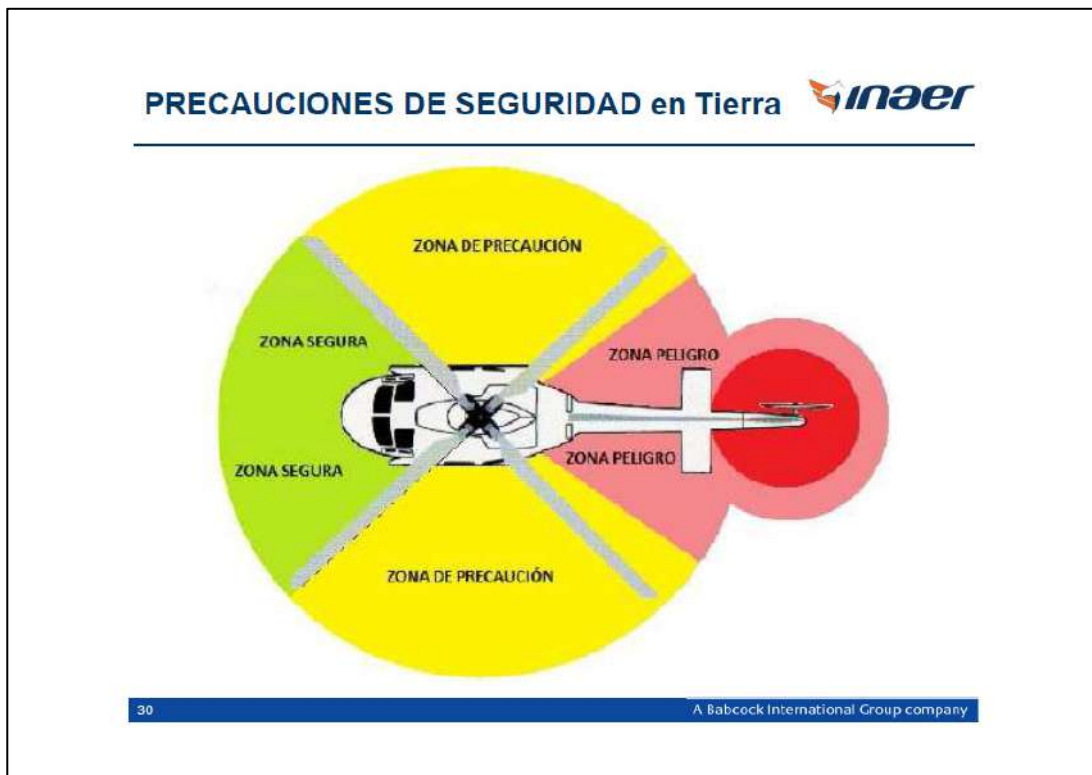 PRECAUCIONES DE SEGURIDAD en Tierra
inaer
ZONA DE PRECAUCIÓN
ZONA SEGURA
ZONA PELIGRO
ZONA PELIGRO
ZONA SEGURA
ZONA DE PRECAUCIÓN
30
A Babcock International Group company